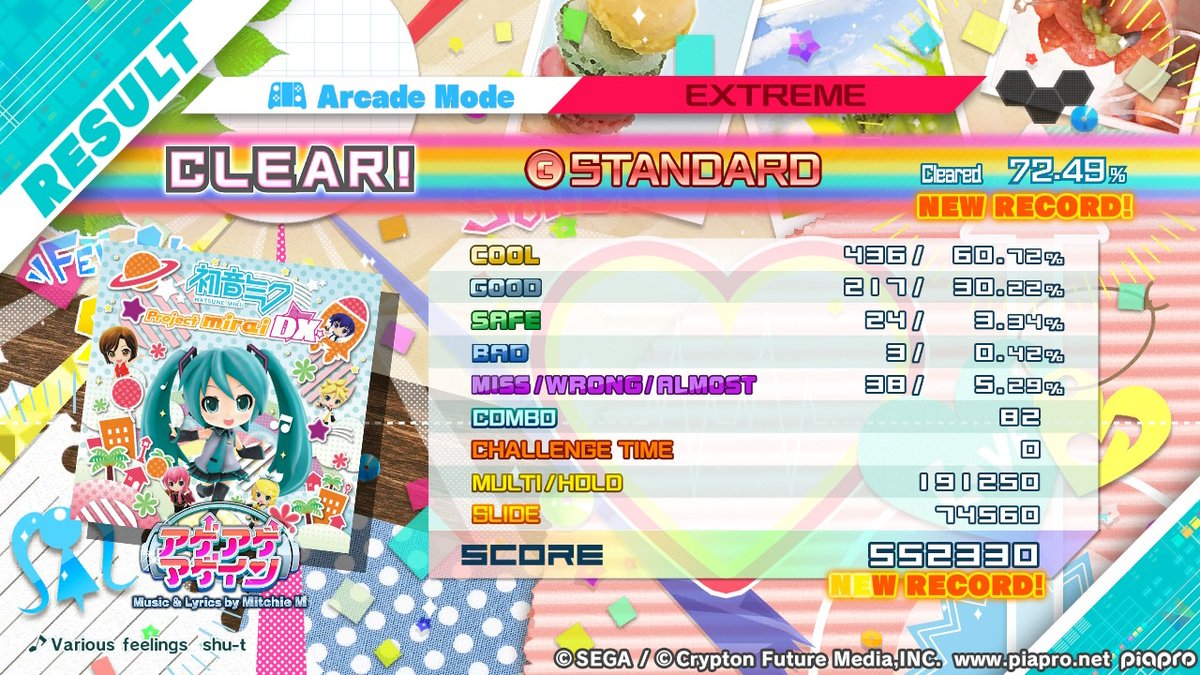 RESULT
Arcade Mode
EXTREME
CLEAR!
G STANDARD
Cleared 72.49%
NEW RECORD!
COOL 436/ 60.72%
GOOD 217/ 30.22%
SAFE 24/ 3.34%
BAD 3/ 0.42%
MISS/WRONG/ALMOST 38/ 5.29%
COMBO 82
CHALLENGE TIME 0
MULTI/HOLD 191250
SLIDE 74560
SCORE 552330
NEW RECORD!
初音ミク
HATSUNE MIKU
Project mirai DX
アゲアゲ
アゲイン
Music & Lyrics by Mitchie M
Various feelings shu-t
©SEGA / ©Crypton Future Media,INC. www.piapro.net piapro